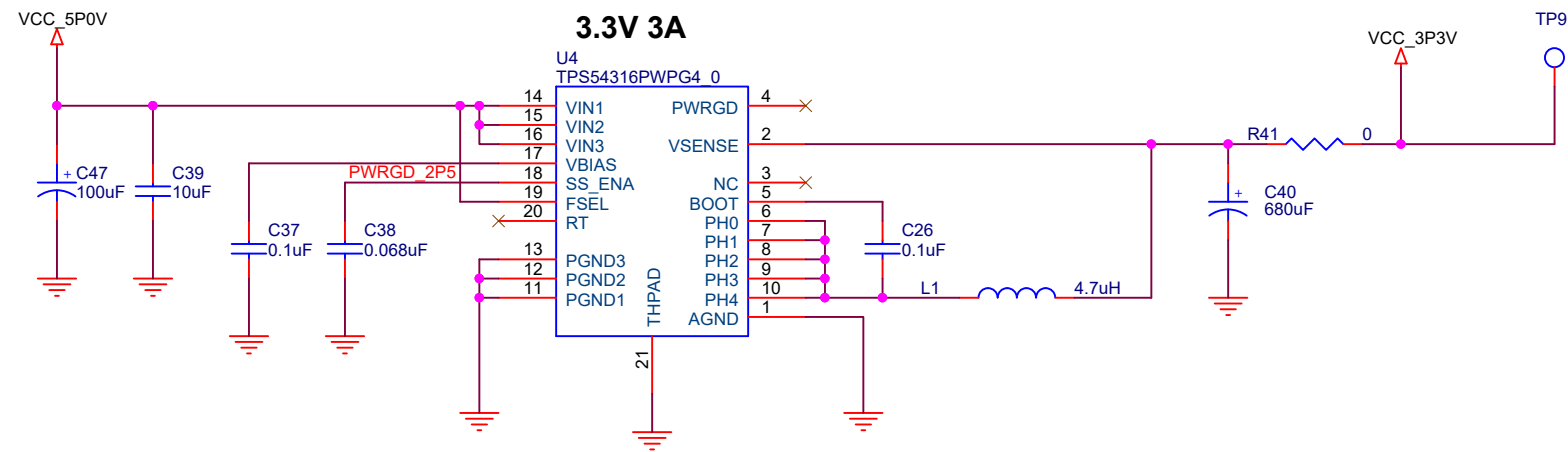 VCC_5P0V
3.3V 3A
TP9
VCC_3P3V
U4
TPS54316PWPG4_0
14 VIN1 PWRGD 4
15 VIN2
16 VIN3 VSENSE 2
R41 0
17 VBIAS
PWRGD_2P5 18 SS_ENA NC 3
19 FSEL BOOT 5
20 RT PH0 6
PH1 7
PH2 8
13 PGND3 PH3 9
12 PGND2 PH4 10
11 PGND1 AGND 1
THPAD
21
+ C47
100uF
C39
10uF
C37
0.1uF
C38
0.068uF
C26
0.1uF
L1 4.7uH
+ C40
680uF